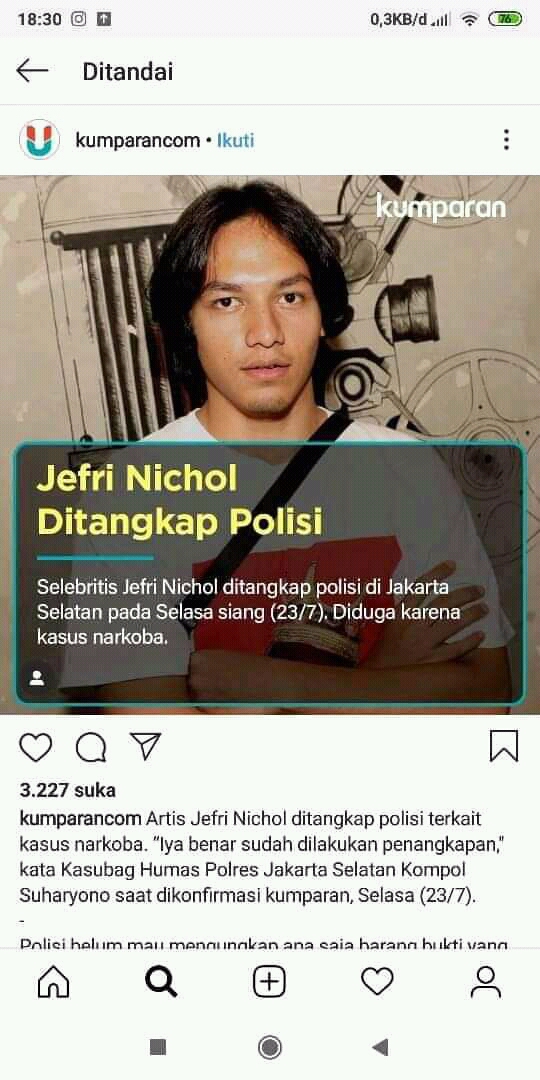 18:30
0,3KB/d
76
Ditandai
kumparancom • Ikuti
kumparan
Jefri Nichol
Ditangkap Polisi
Selebritis Jefri Nichol ditangkap polisi di Jakarta
Selatan pada Selasa siang (23/7). Diduga karena
kasus narkoba.
3.227 suka
kumparancom Artis Jefri Nichol ditangkap polisi terkait
kasus narkoba. “Iya benar sudah dilakukan penangkapan,"
kata Kasubag Humas Polres Jakarta Selatan Kompol
Suharyono saat dikonfirmasi kumparan, Selasa (23/7).
-
Polisi belum mau mengungkap apa saja barang bukti yang